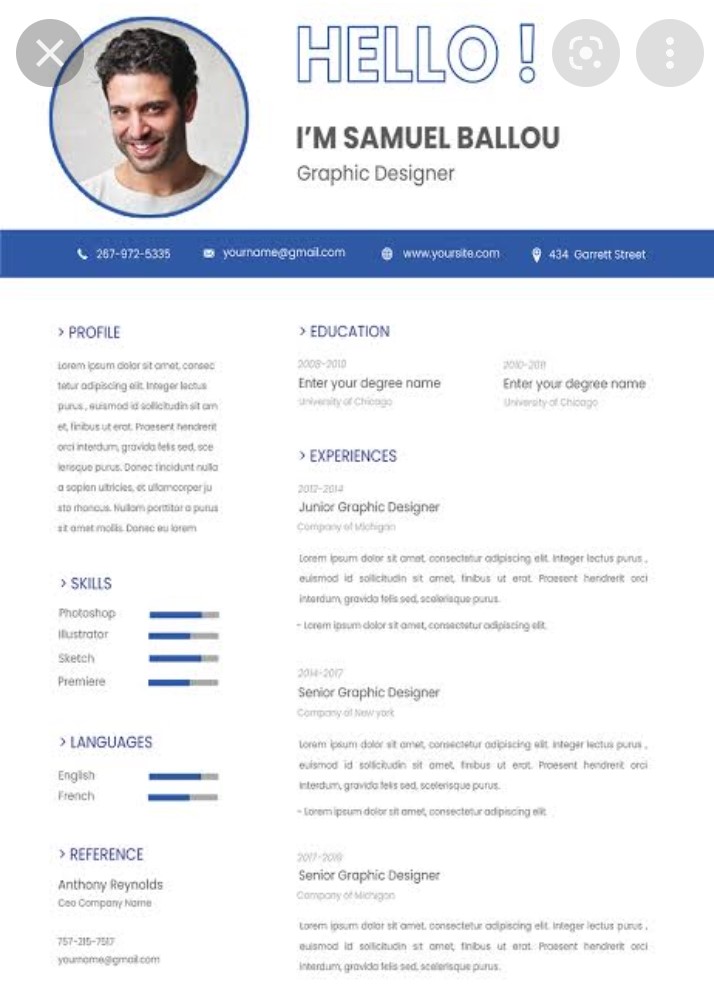 HELLO !
I'M SAMUEL BALLOU
Graphic Designer
267-972-5335 yourname@gmail.com www.yoursite.com 434 Garrett Street
> PROFILE
Lorem ipsum dolor sit amet, consec
tetur adipiscing elit. Integer lectus
purus , euismod id sollicitudin sit am
et, finibus ut erat. Praesent hendrerit
orci interdum, gravida felis sed, sce
lerisque purus. Donec tincidunt nulla
a sapien ultricies, et ullamcorper ju
sto rhoncus. Nullam porttitor a purus
sit amet mollis. Donec eu lorem
> SKILLS
Photoshop
Illustrator
Sketch
Premiere
> LANGUAGES
English
French
> REFERENCE
Anthony Reynolds
Ceo Company Name
757-215-7517
yourname@gmail.com
> EDUCATION
2008-2010
Enter your degree name
University of Chicago
2010-2011
Enter your degree name
University of Chicago
> EXPERIENCES
2012-2014
Junior Graphic Designer
Company of Michigan
Lorem ipsum dolor sit amet, consectetur adipiscing elit. Integer lectus purus ,
euismod id sollicitudin sit amet, finibus ut erat. Praesent hendrerit orci
interdum, gravida felis sed, scelerisque purus.
- Lorem ipsum dolor sit amet, consectetur adipiscing elit.
2014-2017
Senior Graphic Designer
Company of New york
Lorem ipsum dolor sit amet, consectetur adipiscing elit. Integer lectus purus ,
euismod id sollicitudin sit amet, finibus ut erat. Praesent hendrerit orci
interdum, gravida felis sed, scelerisque purus.
- Lorem ipsum dolor sit amet, consectetur adipiscing elit.
Senior Graphic Designer
Company of Michigan
Lorem ipsum dolor sit amet, consectetur adipiscing elit. Integer lectus purus ,
euismod id sollicitudin sit amet, finibus ut erat. Praesent hendrerit orci
interdum, gravida felis sed, scelerisque purus.